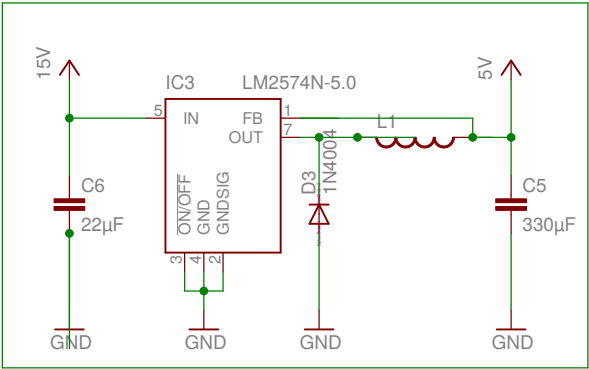 15V
5V
IC3
LM2574N-5.0
5
IN
FB
1
OUT
7
L1
1N4004
D3
C6
22µF
ON/OFF
GND
GNDSIG
3
4
2
C5
330µF
GND
GND
GND
GND